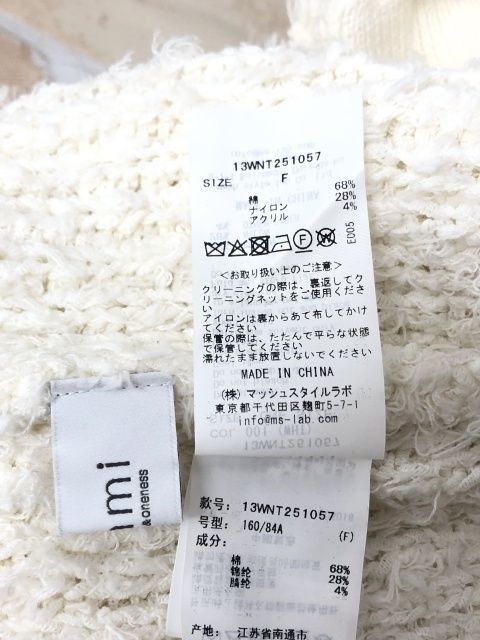 13WNT251057
SIZE F
綿 68%
ナイロン 28%
アクリル 4%
E005
<お取り扱い上のご注意>
クリーニングの際は、裏返してク
リーニングネットをご使用くださ
い
アイロンは裏からあて布してかけ
てください
保管の際は、たたんで平らな状態
で保管してください
濡れたまま放置しないでください
MADE IN CHINA
(株)マッシュスタイルラボ
東京都千代田区麹町5-7-1
info@ms-lab.com
COL 001 (WHT)
13WNT251057
mi
& oneness
款号: 13WNT251057
号型: 160/84A (F)
成分:
棉 68%
锦纶 28%
腈纶 4%
产地: 江苏省南通市